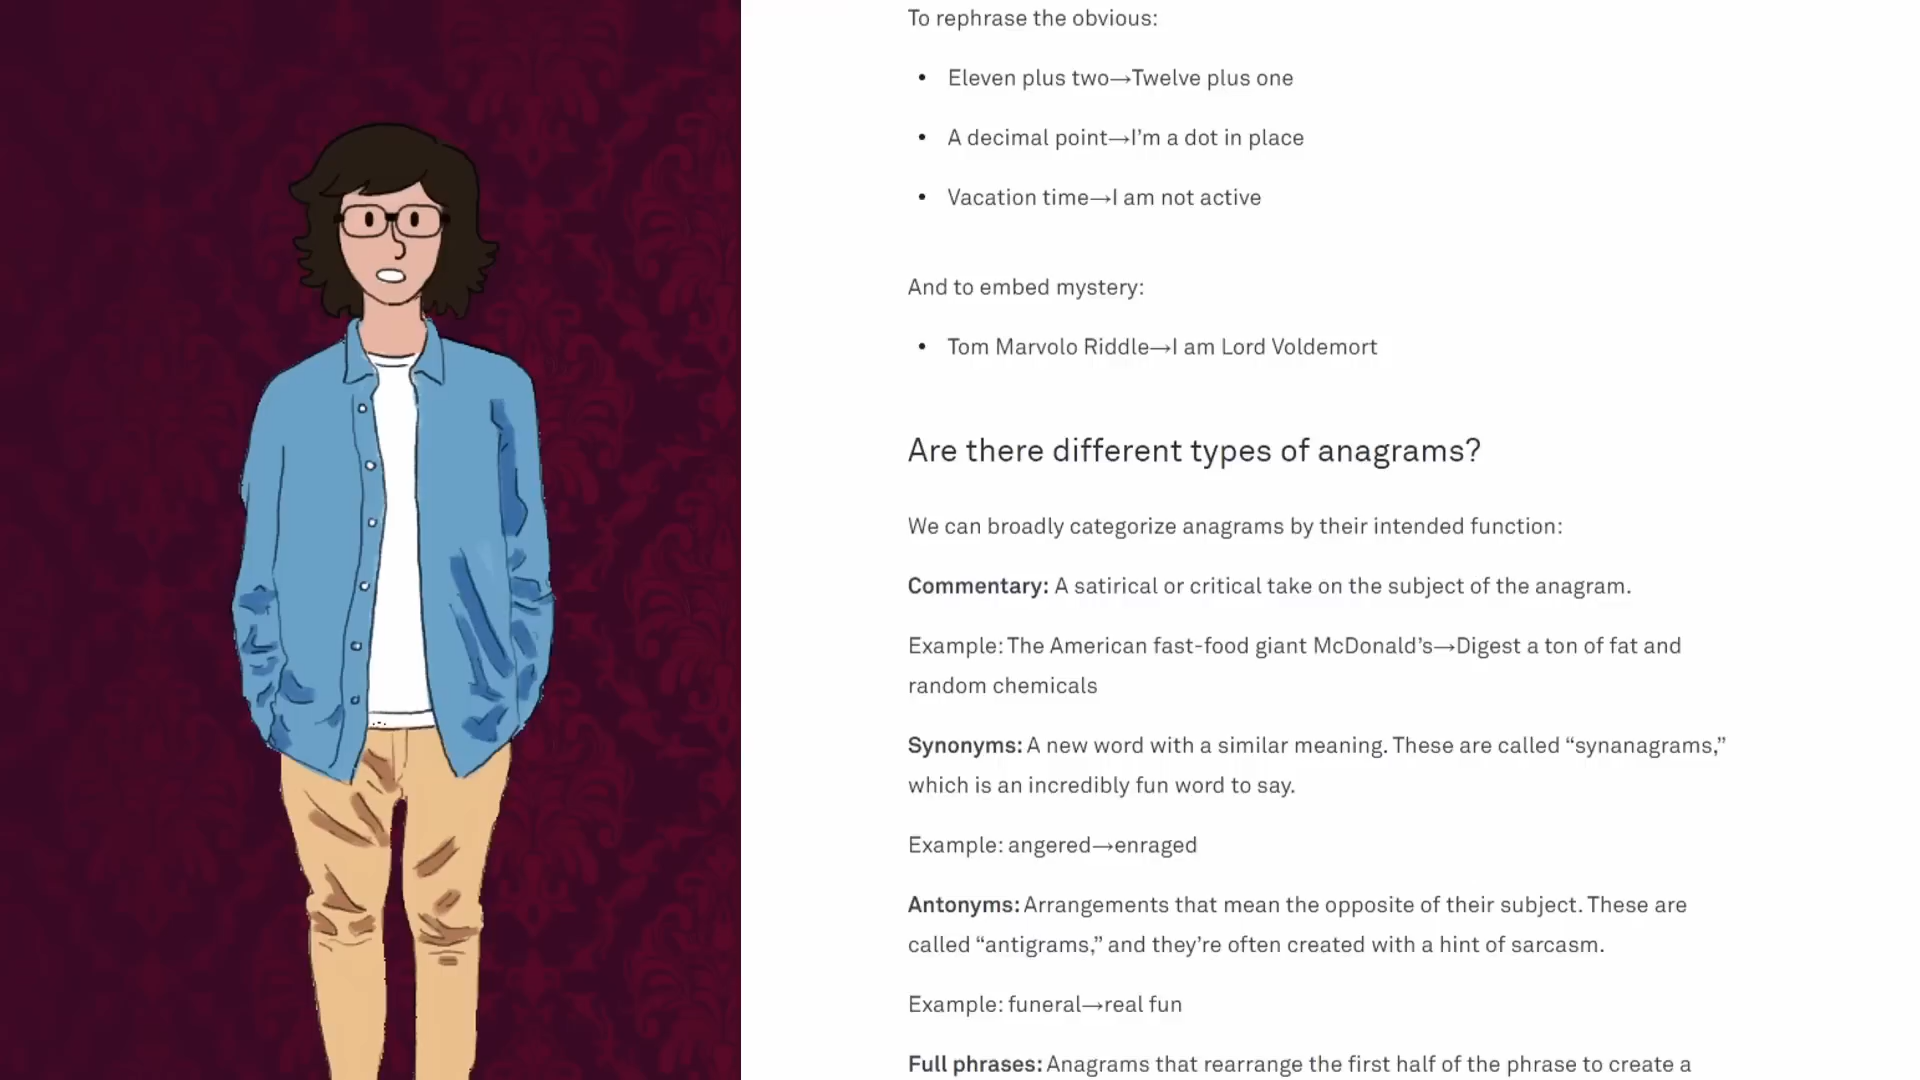 To rephrase the obvious:
• Eleven plus two→Twelve plus one
• A decimal point→I'm a dot in place
• Vacation time→I am not active
And to embed mystery:
• Tom Marvolo Riddle→I am Lord Voldemort
Are there different types of anagrams?
We can broadly categorize anagrams by their intended function:
Commentary: A satirical or critical take on the subject of the anagram.
Example: The American fast-food giant McDonald's→Digest a ton of fat and
random chemicals
Synonyms: A new word with a similar meaning. These are called “synanagrams,”
which is an incredibly fun word to say.
Example: angered→enraged
Antonyms: Arrangements that mean the opposite of their subject. These are
called “antigrams,” and they're often created with a hint of sarcasm.
Example: funeral→real fun
Full phrases: Anagrams that rearrange the first half of the phrase to create a